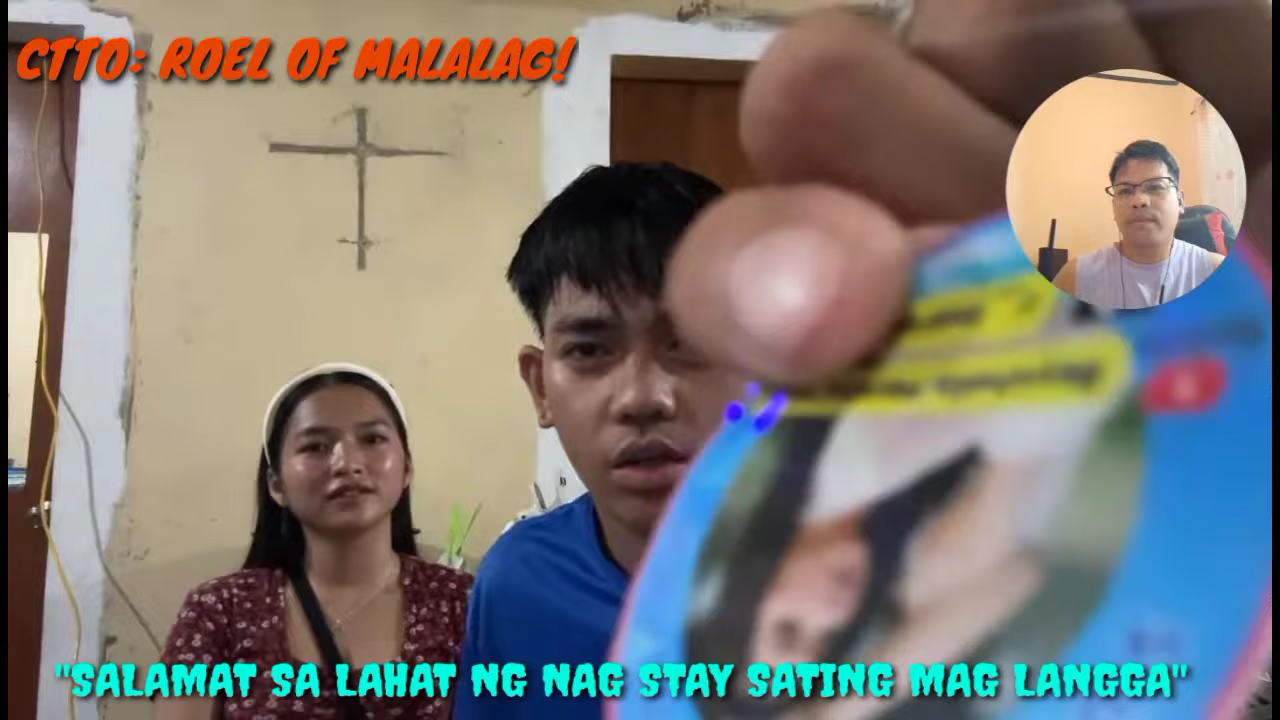 CTTO: ROEL OF MALALAG!
"SALAMAT SA LAHAT NG NAG STAY SATING MAG LANGGA"